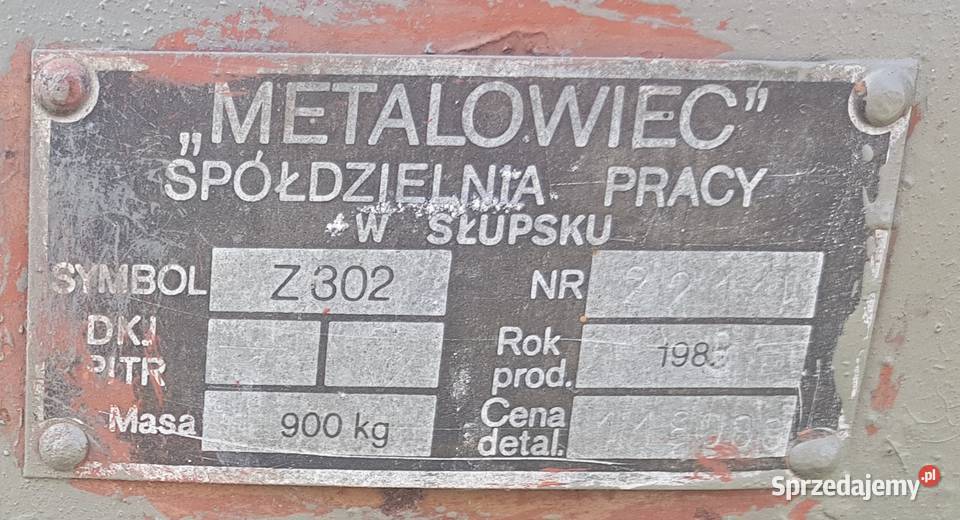 „METALOWIEC”
SPÓŁDZIELNIA PRACY
W SŁUPSKU
SYMBOL Z 302 NR
DKJ
PITR
Rok prod.
Masa 900 kg
Cena detal.
Sprzedajemy.pl